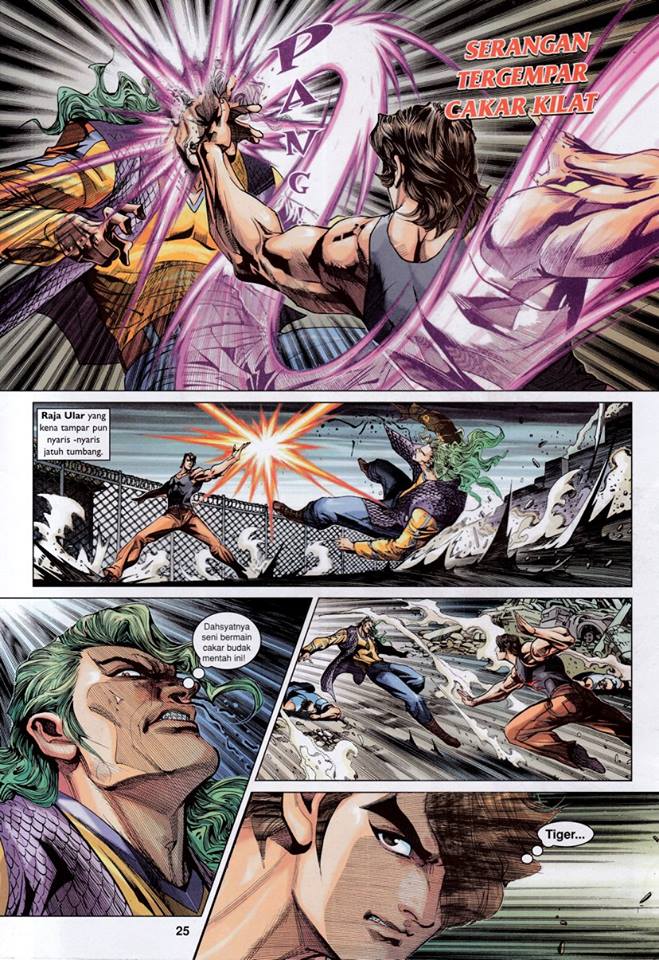 PANG!
SERANGAN
TERGEMPAR
CAKAR KILAT
Raja Ular yang
kena tampar pun
nyaris -nyaris
jatuh tumbang.
Dahsyatnya
seni bermain
cakar budak
mentah ini!
Tiger...
25